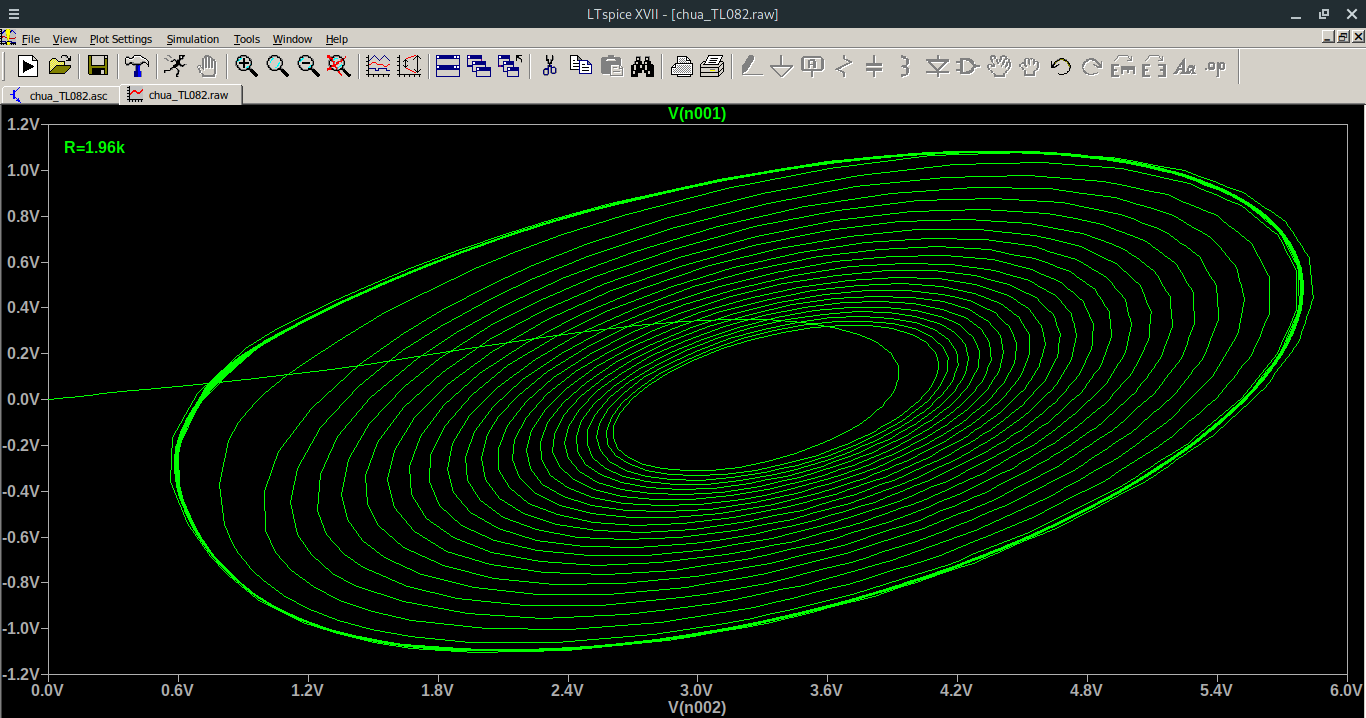 LTspice XVII - [chua_TL082.raw]
File View Plot Settings Simulation Tools Window Help
chua_TL082.asc chua_TL082.raw
V(n001)
R=1.96k
1.2V
1.0V
0.8V
0.6V
0.4V
0.2V
0.0V
-0.2V
-0.4V
-0.6V
-0.8V
-1.0V
-1.2V
0.0V 0.6V 1.2V 1.8V 2.4V 3.0V 3.6V 4.2V 4.8V 5.4V 6.0V
V(n002)